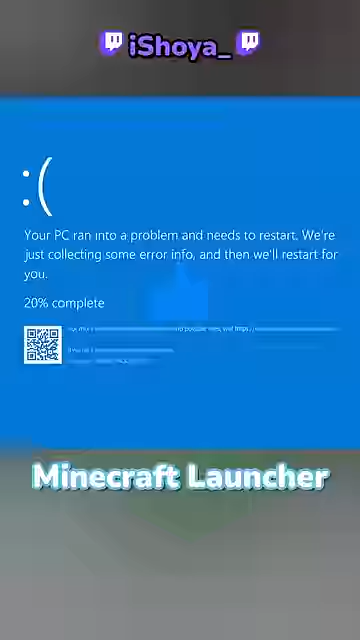 iShoya_
:(
Your PC ran into a problem and needs to restart. We're
just collecting some error info, and then we'll restart for
you.
20% complete
Minecraft Launcher